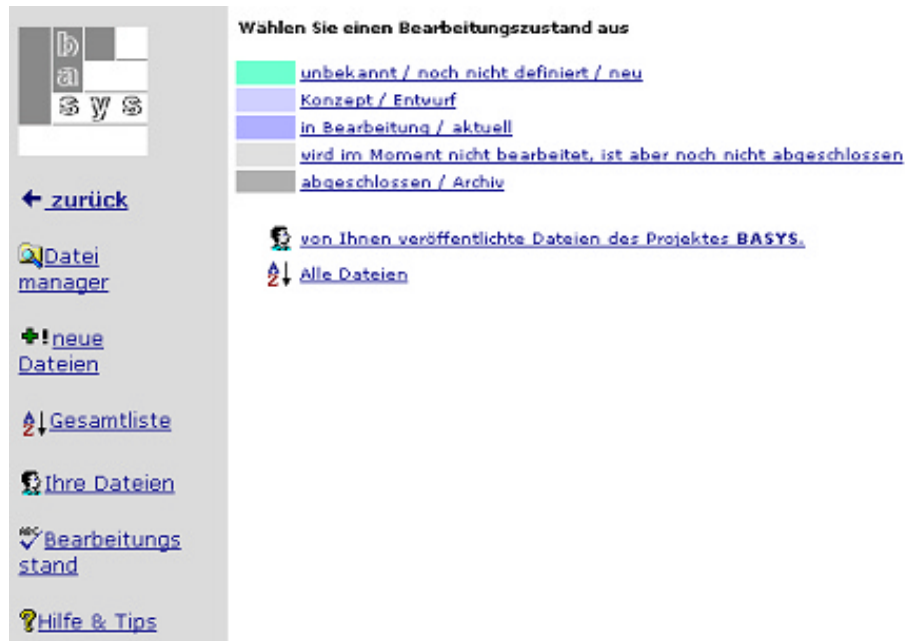 b
a
s y s
← zurück
Datei
manager
neue
Dateien
Gesamtliste
Ihre Dateien
Bearbeitungs
stand
Hilfe & Tips
Wählen Sie einen Bearbeitungszustand aus
unbekannt / noch nicht definiert / neu
Konzept / Entwurf
in Bearbeitung / aktuell
wird im Moment nicht bearbeitet, ist aber noch nicht abgeschlossen
abgeschlossen / Archiv
von Ihnen veröffentlichte Dateien des Projektes BASYS.
Alle Dateien